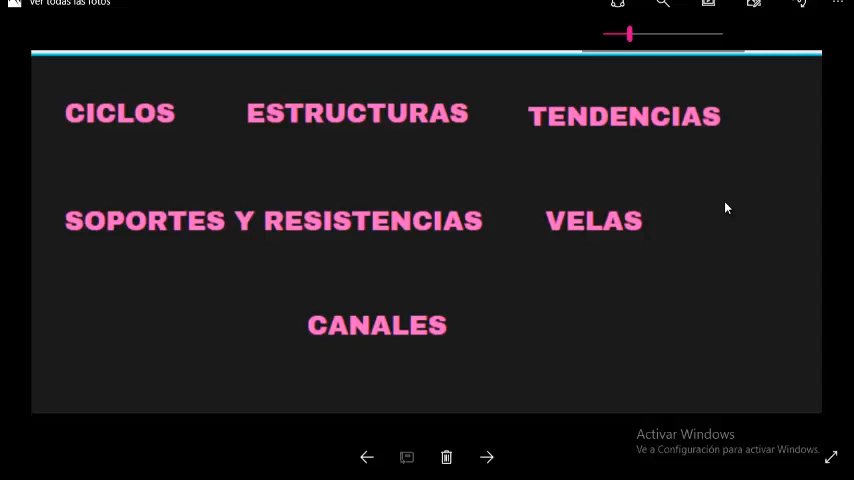 Ver todas las fotos
CICLOS ESTRUCTURAS TENDENCIAS
SOPORTES Y RESISTENCIAS VELAS
CANALES
Activar Windows
Ve a Configuración para activar Windows.